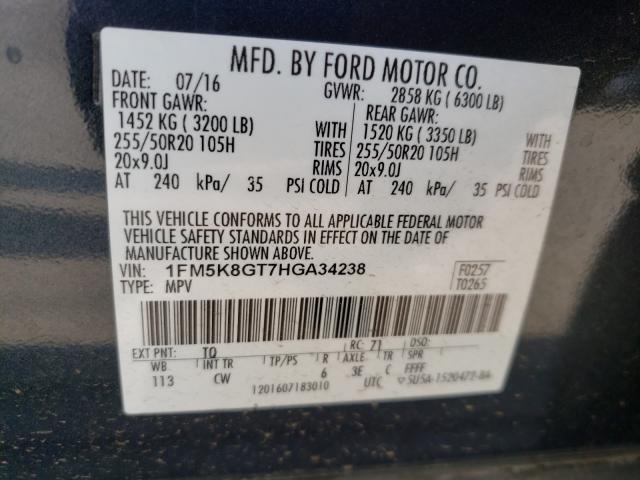 MFD. BY FORD MOTOR CO.
DATE: 07/16 GVWR: 2858 KG ( 6300 LB)
FRONT GAWR: REAR GAWR:
1452 KG ( 3200 LB) WITH 1520 KG ( 3350 LB) WITH
255/50R20 105H TIRES 255/50R20 105H TIRES
20x9.0J RIMS 20x9.0J RIMS
AT 240 kPa/ 35 PSI COLD AT 240 kPa/ 35 PSI COLD
THIS VEHICLE CONFORMS TO ALL APPLICABLE FEDERAL MOTOR
VEHICLE SAFETY STANDARDS IN EFFECT ON THE DATE OF
MANUFACTURE SHOWN ABOVE.
VIN: 1FM5K8GT7HGA34238 F0257
TYPE: MPV T0265
EXT PNT: TQ RC: 71 DSO:
WB INT TR TP/PS R AXLE TR SPR
113 CW 6 3E C FFFF
1201607183010 UTC ▽5U5A-1520472-BA